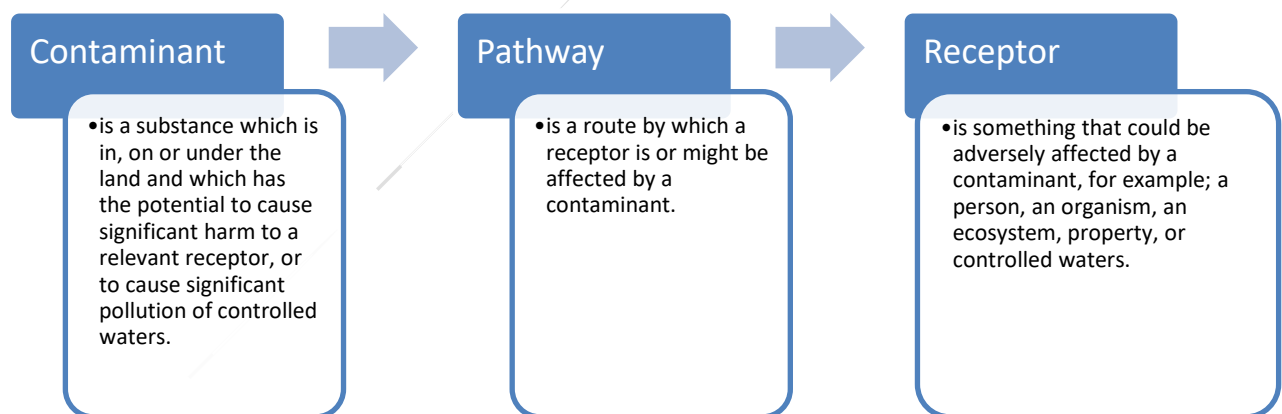 Contaminant
•is a substance which is
in, on or under the
land and which has
the potential to cause
significant harm to a
relevant receptor, or
to cause significant
pollution of controlled
waters.
Pathway
•is a route by which a
receptor is or might be
affected by a
contaminant.
Receptor
•is something that could be
adversely affected by a
contaminant, for example; a
person, an organism, an
ecosystem, property, or
controlled waters.